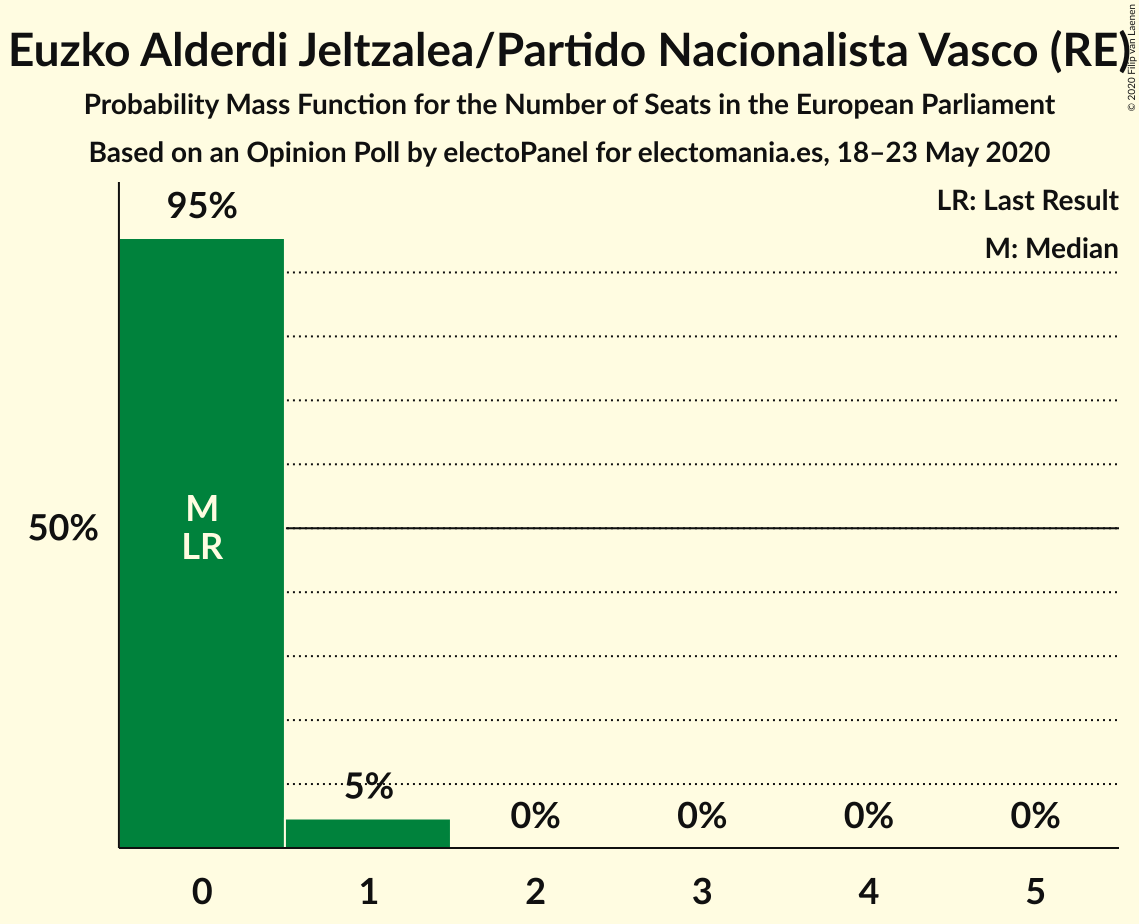 Euzko Alderdi Jeltzalea/Partido Nacionalista Vasco (RE)
© 2020 Filip van Laenen
Probability Mass Function for the Number of Seats in the European Parliament
Based on an Opinion Poll by electoPanel for electomania.es, 18–23 May 2020
LR: Last Result
M: Median
95%
M
LR
50%
5%
0%
0%
0%
0%
0
1
2
3
4
5